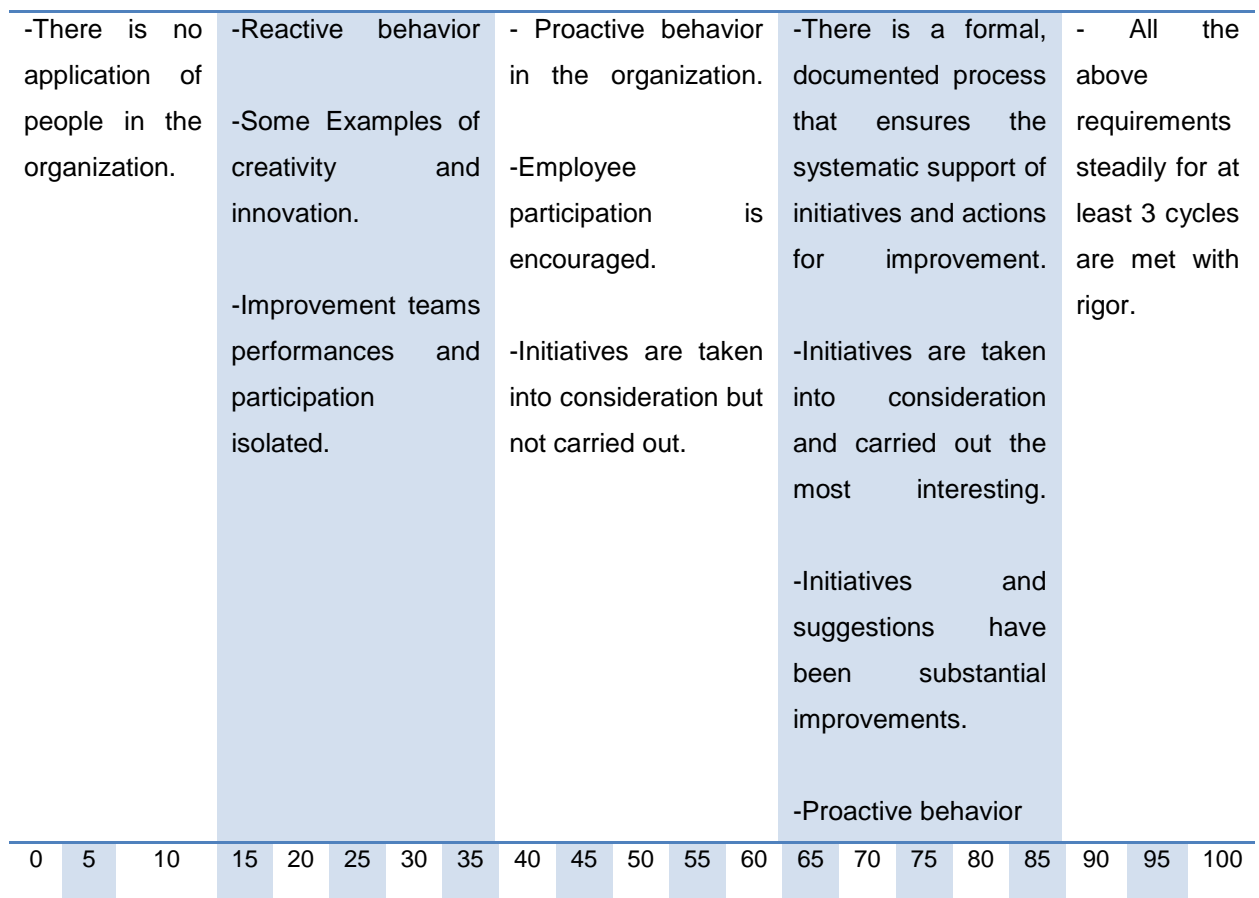 -There is no
application of
people in the
organization.
-Reactive behavior
-Some Examples of
creativity and
innovation.
-Improvement teams
performances and
participation
isolated.
- Proactive behavior
in the organization.
-Employee
participation is
encouraged.
-Initiatives are taken
into consideration but
not carried out.
-There is a formal,
documented process
that ensures the
systematic support of
initiatives and actions
for improvement.
-Initiatives are taken
into consideration
and carried out the
most interesting.
-Initiatives and
suggestions have
been substantial
improvements.
-Proactive behavior
- All the
above
requirements
steadily for at
least 3 cycles
are met with
rigor.
0 5 10 15 20 25 30 35 40 45 50 55 60 65 70 75 80 85 90 95 100